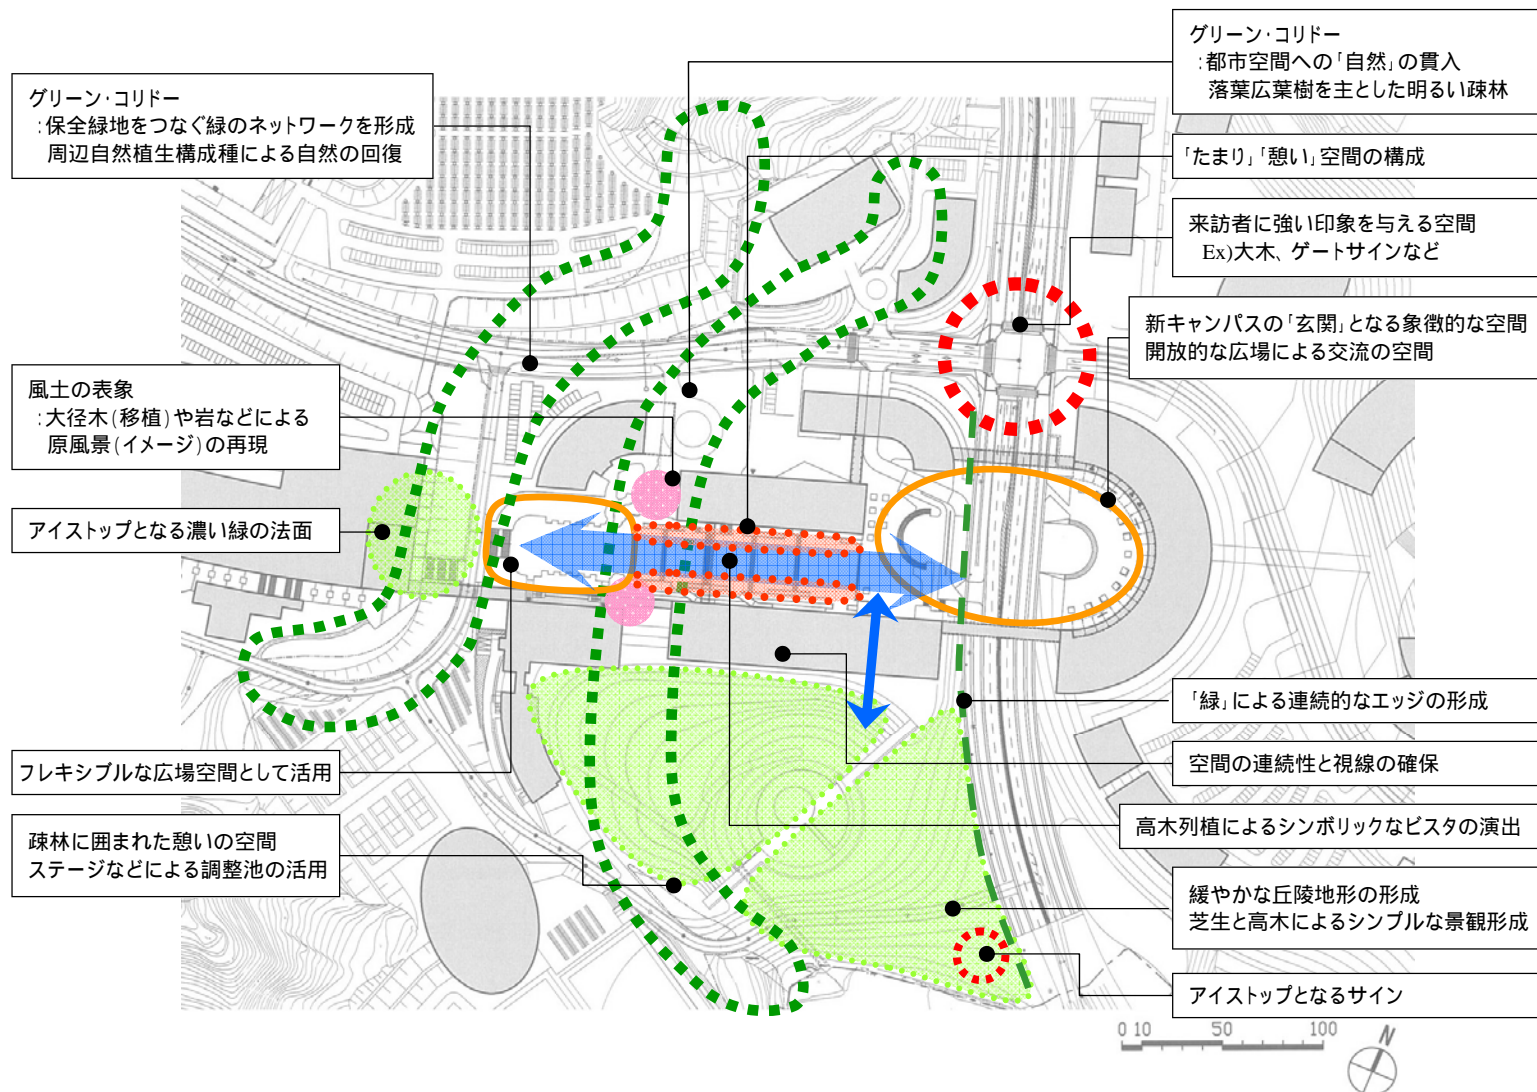 グリーン・コリドー
:都市空間への「自然」の貫入
落葉広葉樹を主とした明るい疎林
グリーン・コリドー
:保全緑地をつなぐ緑のネットワークを形成
周辺自然植生構成種による自然の回復
「たまり」「憩い」空間の構成
来訪者に強い印象を与える空間
Ex)大木、ゲートサインなど
新キャンパスの「玄関」となる象徴的な空間
開放的な広場による交流の空間
風土の表象
:大径木(移植)や岩などによる
原風景(イメージ)の再現
アイストップとなる濃い緑の法面
「緑」による連続的なエッジの形成
フレキシブルな広場空間として活用
空間の連続性と視線の確保
高木列植によるシンボリックなビスタの演出
疎林に囲まれた憩いの空間
ステージなどによる調整池の活用
緩やかな丘陵地形の形成
芝生と高木によるシンプルな景観形成
アイストップとなるサイン
0 10 50 100
N